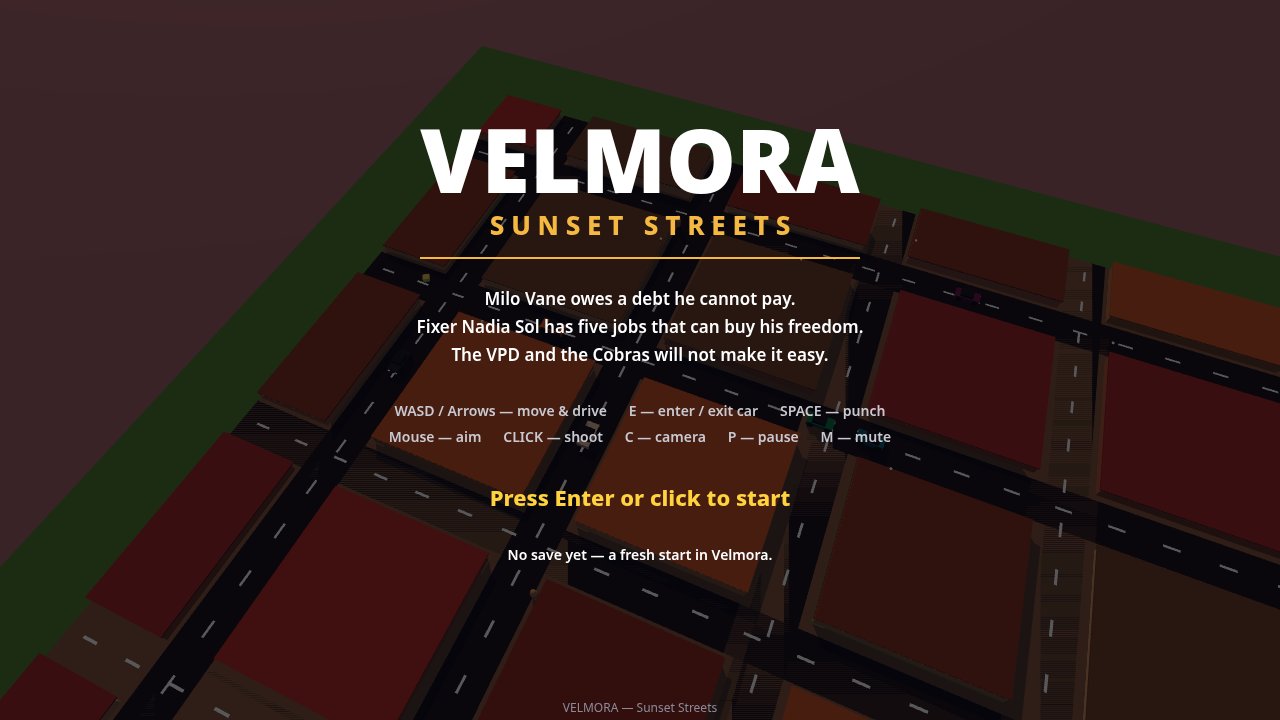 VELMORA
SUNSET STREETS
Milo Vane owes a debt he cannot pay.
Fixer Nadia Sol has five jobs that can buy his freedom.
The VPD and the Cobras will not make it easy.
WASD / Arrows — move & drive E — enter / exit car SPACE — punch
Mouse — aim CLICK — shoot C — camera P — pause M — mute
Press Enter or click to start
No save yet — a fresh start in Velmora.
VELMORA — Sunset Streets